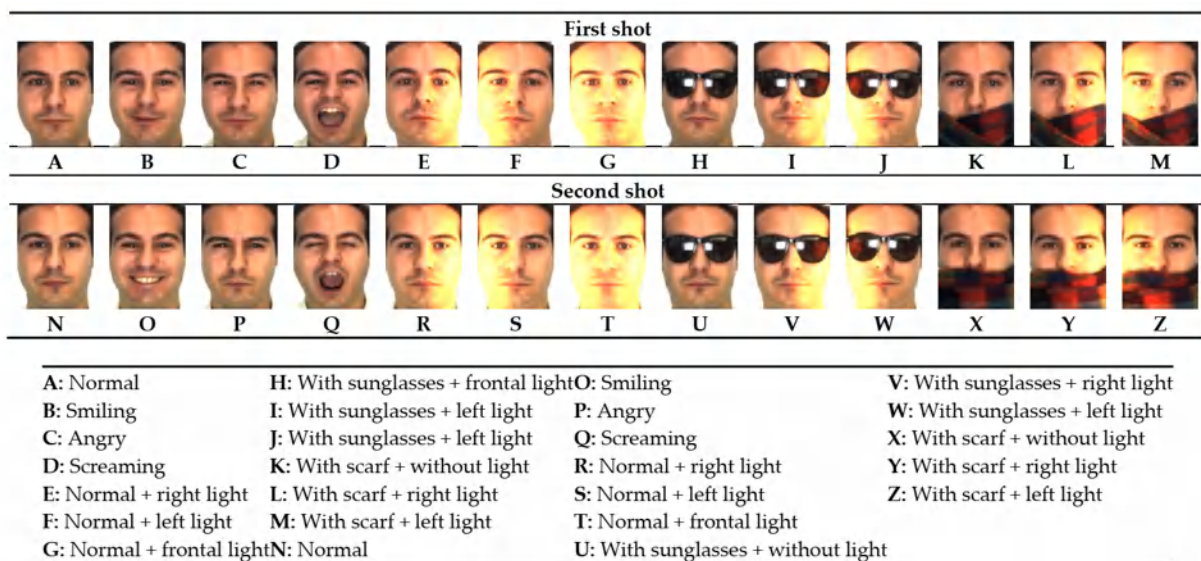 First shot
A B C D E F G H I J K L M
Second shot
N O P Q R S T U V W X Y Z
A: Normal
B: Smiling
C: Angry
D: Screaming
E: Normal + right light
F: Normal + left light
G: Normal + frontal light
H: With sunglasses + frontal light
I: With sunglasses + left light
J: With sunglasses + left light
K: With scarf + without light
L: With scarf + right light
M: With scarf + left light
N: Normal
O: Smiling
P: Angry
Q: Screaming
R: Normal + right light
S: Normal + left light
T: Normal + frontal light
U: With sunglasses + without light
V: With sunglasses + right light
W: With sunglasses + left light
X: With scarf + without light
Y: With scarf + right light
Z: With scarf + left light